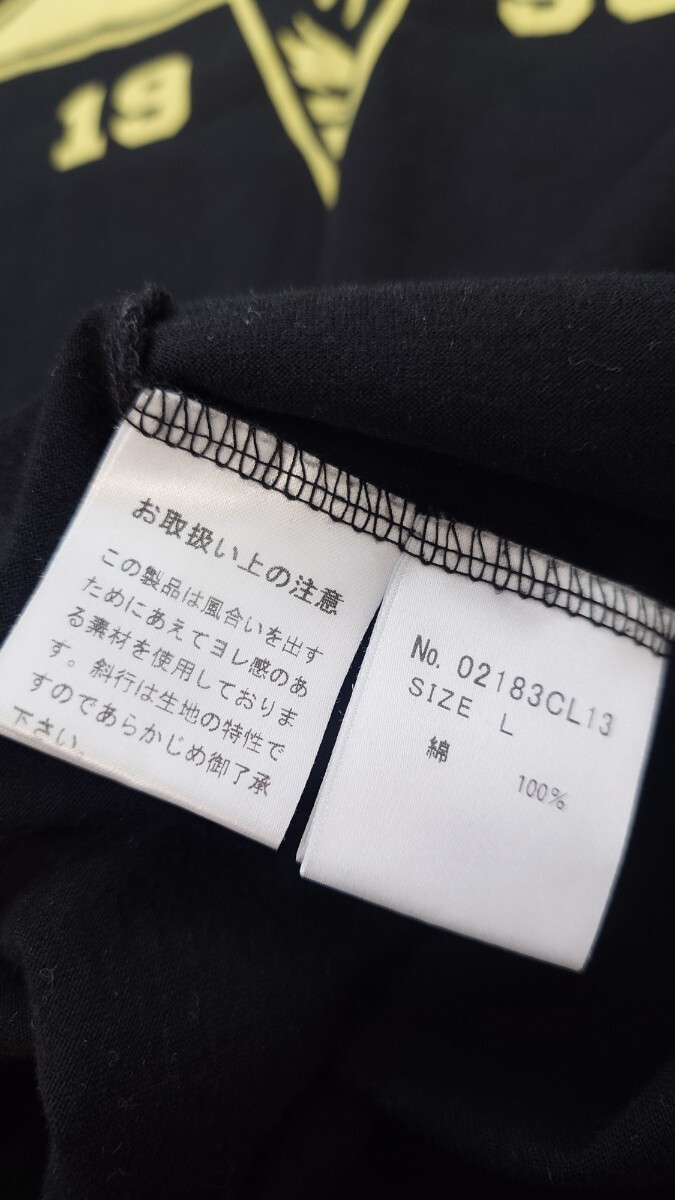 19
お取扱い上の注意
この製品は風合いを出す
ためにあえてヨレ感のあ
る素材を使用しておりま
す。斜行は生地の特性で
すのであらかじめ御了承
下さい。
No. 02183CL13
SIZE L
綿 100%